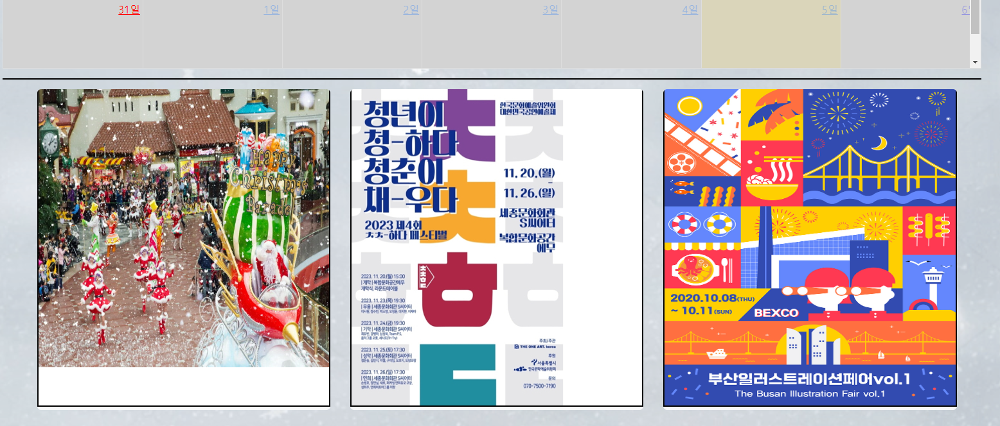 31일
1일
2일
3일
4일
5일
6
Happy
Christmas
Parade!
청년이
청-하다
청춘이
채-우다
2023 제4회
ㅊㅊ-하다 페스티벌
한국문화예술위원회
대한민국공연예술제
11. 20.(월)
-
11. 26.(일)
세종문화회관
S씨어터
복합문화공간
에무
2023. 11.20.(월) 15:00
| 개막 | 복합문화공간에무
개막식, 라운드테이블
2023. 11.23.(목) 19:30
| 무용 | 세종문화회관 S씨어터
2023. 11.24.(금) 19:30
| 기악 | 세종문화회관 S씨어터
2023. 11.25.(토) 17:30
| 성악 | 세종문화회관 S씨어터
2023. 11.26.(일) 17:30
| 연희 | 세종문화회관 S씨어터
주최/주관
THE ONE ART. korea
후원
서울특별시
한국문화예술위원회
문의
070-7500-7190
2020.10.08(THU)
~ 10.11(SUN)
BEXCO
부산일러스트레이션페어vol.1
The Busan Illustration Fair vol.1